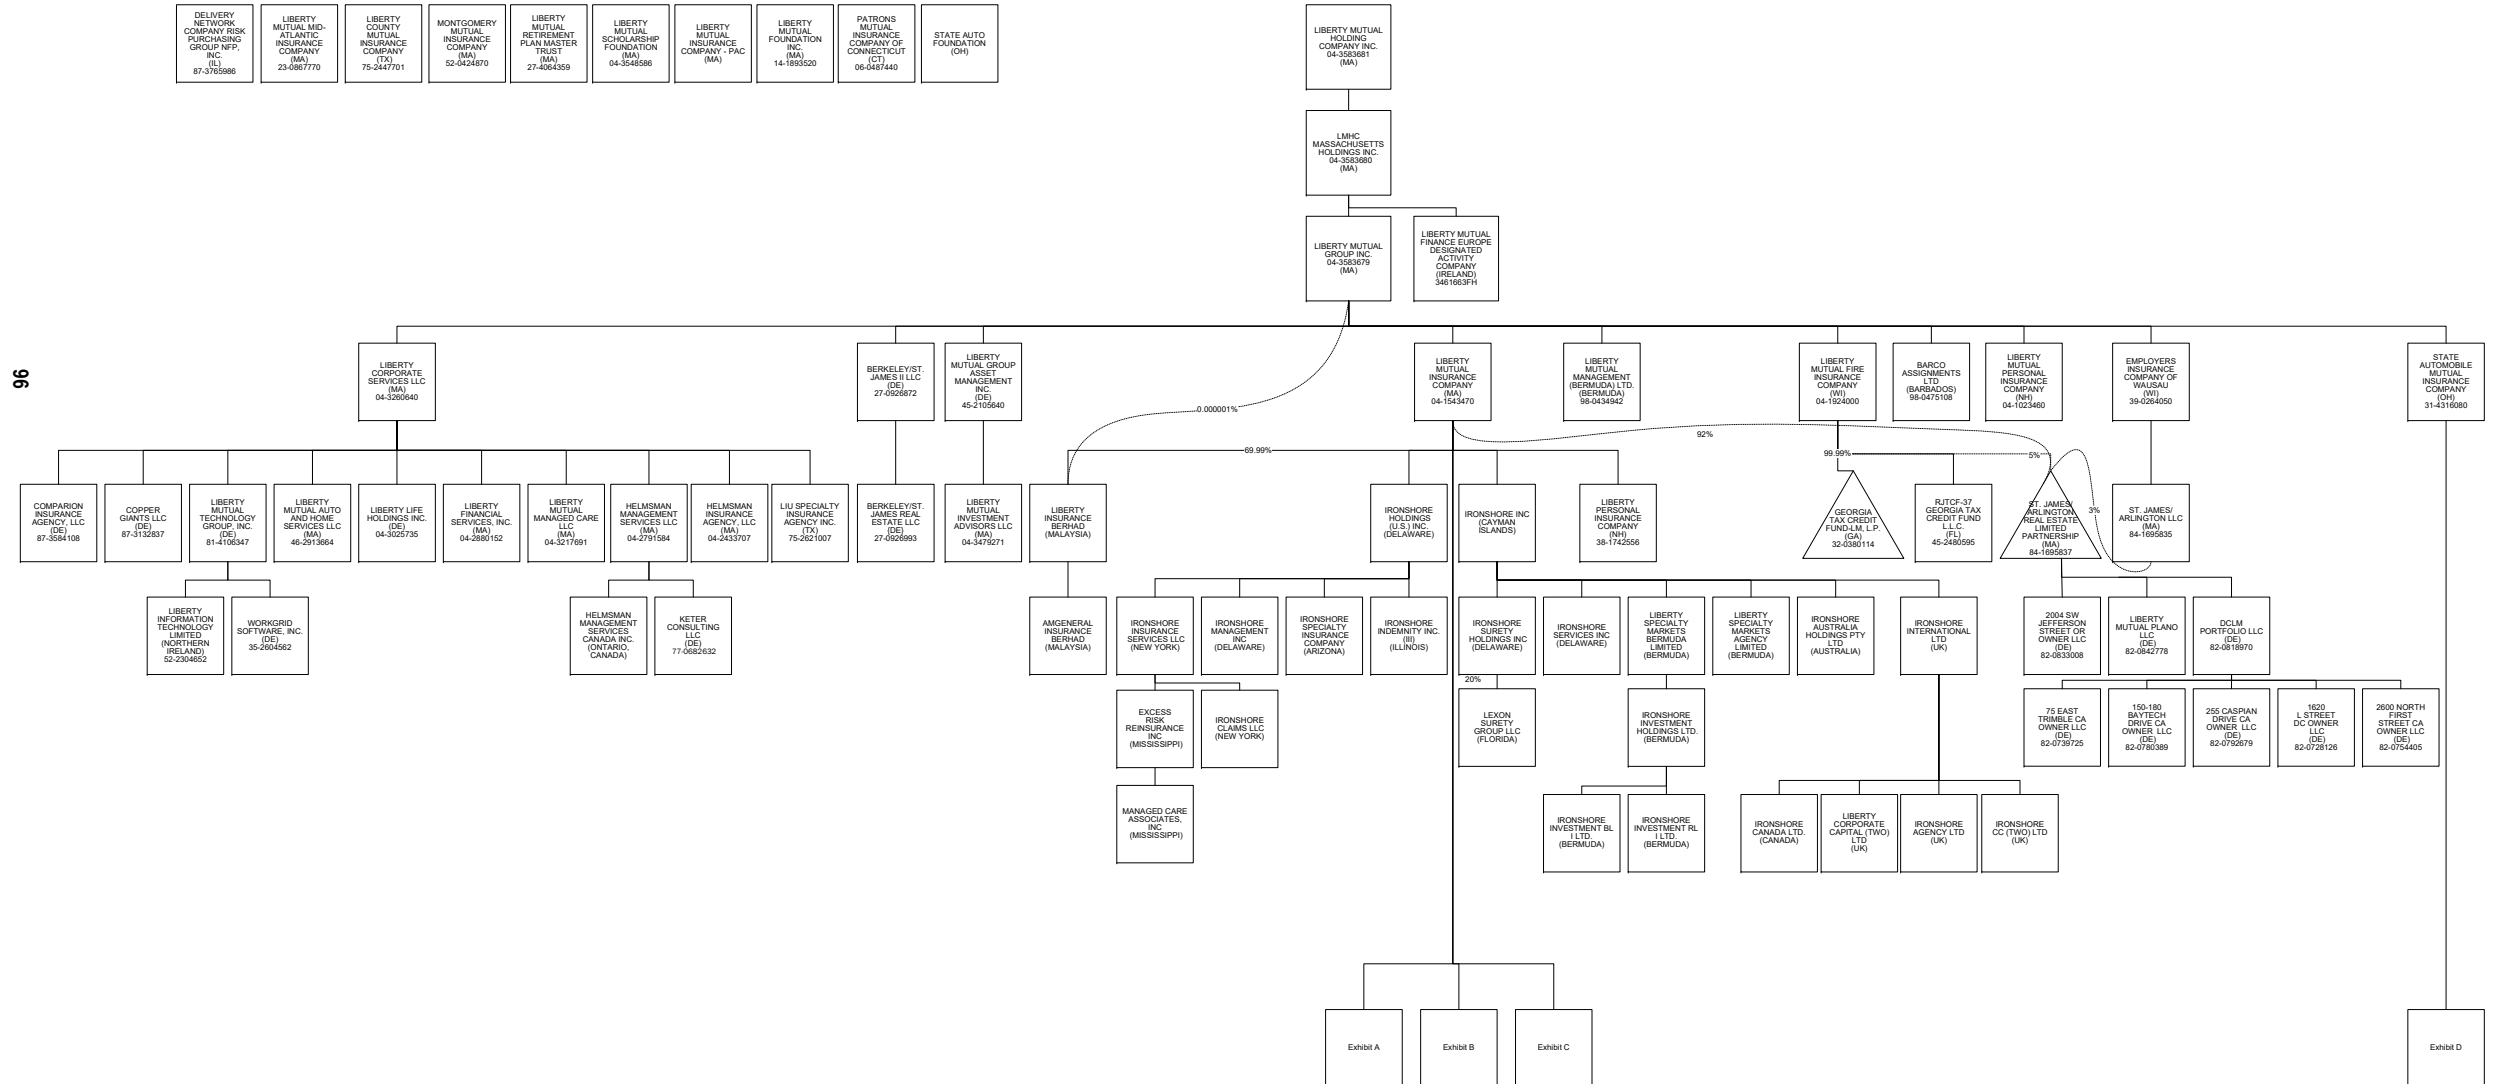 DELIVERY
NETWORK
COMPANY RISK
PURCHASING
GROUP NFP,
INC.
(IL)
87-3765986
LIBERTY
MUTUAL MID-
ATLANTIC
INSURANCE
COMPANY
(MA)
23-0867770
LIBERTY
COUNTY
MUTUAL
INSURANCE
COMPANY
(TX)
75-2447701
MONTGOMERY
MUTUAL
INSURANCE
COMPANY
(MA)
52-0424870
LIBERTY
MUTUAL
RETIREMENT
PLAN MASTER
TRUST
(MA)
27-4064359
LIBERTY
MUTUAL
SCHOLARSHIP
FOUNDATION
(MA)
04-3548586
LIBERTY
MUTUAL
INSURANCE
COMPANY - PAC
(MA)
LIBERTY
MUTUAL
FOUNDATION
INC.
(MA)
14-1893520
PATRONS
MUTUAL
INSURANCE
COMPANY OF
CONNECTICUT
(CT)
06-0487440
STATE AUTO
FOUNDATION
(OH)
LIBERTY MUTUAL
HOLDING
COMPANY INC.
04-3583681
(MA)
LMHC
MASSACHUSETTS
HOLDINGS INC.
04-3583680
(MA)
LIBERTY MUTUAL
GROUP INC.
04-3583679
(MA)
LIBERTY MUTUAL
FINANCE EUROPE
DESIGNATED
ACTIVITY
COMPANY
(IRELAND)
3461663FH
96
LIBERTY
CORPORATE
SERVICES LLC
(MA)
04-3260640
BERKELEY/ST.
JAMES II LLC
(DE)
27-0926872
LIBERTY
MUTUAL GROUP
ASSET
MANAGEMENT
INC.
(DE)
45-2105640
0.000001%
LIBERTY
MUTUAL
INSURANCE
COMPANY
(MA)
04-1543470
LIBERTY
MUTUAL
MANAGEMENT
(BERMUDA) LTD.
(BERMUDA)
98-0434942
LIBERTY
MUTUAL FIRE
INSURANCE
COMPANY
(WI)
04-1924000
BARCO
ASSIGNMENTS
LTD
(BARBADOS)
98-0475108
LIBERTY
MUTUAL
PERSONAL
INSURANCE
COMPANY
(NH)
04-1023460
EMPLOYERS
INSURANCE
COMPANY OF
WAUSAU
(WI)
39-0264050
STATE
AUTOMOBILE
MUTUAL
INSURANCE
COMPANY
(OH)
31-4316080
69.99%
92%
99.99%
5%
3%
COMPARION
INSURANCE
AGENCY, LLC
(DE)
87-3584108
COPPER
GIANTS LLC
(DE)
87-3132837
LIBERTY
MUTUAL
TECHNOLOGY
GROUP, INC.
(DE)
81-4106347
LIBERTY
MUTUAL AUTO
AND HOME
SERVICES LLC
(MA)
46-2913664
LIBERTY LIFE
HOLDINGS INC.
(DE)
04-3025735
LIBERTY
FINANCIAL
SERVICES, INC.
(MA)
04-2880152
LIBERTY
MUTUAL
MANAGED CARE
LLC
(MA)
04-3217691
HELMSMAN
MANAGEMENT
SERVICES LLC
(MA)
04-2791584
HELMSMAN
INSURANCE
AGENCY, LLC
(MA)
04-2433707
LIU SPECIALTY
INSURANCE
AGENCY INC.
(TX)
75-2621007
BERKELEY/ST.
JAMES REAL
ESTATE LLC
(DE)
27-0926993
LIBERTY
MUTUAL
INVESTMENT
ADVISORS LLC
(MA)
04-3479271
LIBERTY
INSURANCE
BERHAD
(MALAYSIA)
IRONSHORE
HOLDINGS
(U.S.) INC.
(DELAWARE)
IRONSHORE INC
(CAYMAN
ISLANDS)
LIBERTY
PERSONAL
INSURANCE
COMPANY
(NH)
38-1742556
GEORGIA
TAX CREDIT
FUND-LM, L.P.
(GA)
32-0380114
RJTCF-37
GEORGIA TAX
CREDIT FUND
L.L.C.
(FL)
45-2480595
ST. JAMES/
ARLINGTON
REAL ESTATE
LIMITED
PARTNERSHIP
(MA)
84-1695837
ST. JAMES/
ARLINGTON LLC
(MA)
84-1695835
LIBERTY
INFORMATION
TECHNOLOGY
LIMITED
(NORTHERN
IRELAND)
52-2304652
WORKGRID
SOFTWARE, INC.
(DE)
35-2604562
HELMSMAN
MANAGEMENT
SERVICES
CANADA INC.
(ONTARIO,
CANADA)
KETER
CONSULTING
LLC
(DE)
77-0682632
AMGENERAL
INSURANCE
BERHAD
(MALAYSIA)
IRONSHORE
INSURANCE
SERVICES LLC
(NEW YORK)
IRONSHORE
MANAGEMENT
INC
(DELAWARE)
IRONSHORE
SPECIALTY
INSURANCE
COMPANY
(ARIZONA)
IRONSHORE
INDEMNITY INC.
(III)
(ILLINOIS)
IRONSHORE
SURETY
HOLDINGS INC
(DELAWARE)
IRONSHORE
SERVICES INC
(DELAWARE)
LIBERTY
SPECIALTY
MARKETS
BERMUDA
LIMITED
(BERMUDA)
LIBERTY
SPECIALTY
MARKETS
AGENCY
LIMITED
(BERMUDA)
IRONSHORE
AUSTRALIA
HOLDINGS PTY
LTD
(AUSTRALIA)
IRONSHORE
INTERNATIONAL
LTD
(UK)
2004 SW
JEFFERSON
STREET OR
OWNER LLC
(DE)
82-0833008
LIBERTY
MUTUAL PLANO
LLC
(DE)
82-0842778
DCLM
PORTFOLIO LLC
(DE)
82-0818970
20%
EXCESS
RISK
REINSURANCE
INC
(MISSISSIPPI)
IRONSHORE
CLAIMS LLC
(NEW YORK)
LEXON
SURETY
GROUP LLC
(FLORIDA)
IRONSHORE
INVESTMENT
HOLDINGS LTD.
(BERMUDA)
75 EAST
TRIMBLE CA
OWNER LLC
(DE)
82-0739725
150-180
BAYTECH
DRIVE CA
OWNER LLC
(DE)
82-0780389
255 CASPIAN
DRIVE CA
OWNER LLC
(DE)
82-0792679
1620
L STREET
DC OWNER
LLC
(DE)
82-0728126
2600 NORTH
FIRST
STREET CA
OWNER LLC
(DE)
82-0754405
MANAGED CARE
ASSOCIATES,
INC
(MISSISSIPPI)
IRONSHORE
INVESTMENT BL
I LTD.
(BERMUDA)
IRONSHORE
INVESTMENT RL
I LTD.
(BERMUDA)
IRONSHORE
CANADA LTD.
(CANADA)
LIBERTY
CORPORATE
CAPITAL (TWO)
LTD
(UK)
IRONSHORE
AGENCY LTD
(UK)
IRONSHORE
CC (TWO) LTD
(UK)
Exhibit A
Exhibit B
Exhibit C
Exhibit D